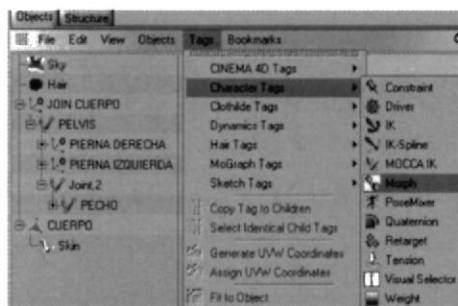 Objects Structure
File Edit View Objects Tags Bookmarks
Sky
Hair
JOIN CUERPO
PELVIS
PIERNA DERECHA
PIERNA IZQUIERDA
Joint.2
PECHO
CUERPO
Skin
CINEMA 4D Tags
Character Tags
Clothilde Tags
Dynamics Tags
Hair Tags
MoGraph Tags
Sketch Tags
Copy Tag to Children
Select Identical Child Tags
Generate UVW Coordinates
Assign UVW Coordinates
Fit to Object
Constraint
Driver
IK
IK-Spline
MOCCA IK
Morph
PoseMixer
Quaternion
Retarget
Tension
Visual Selector
Weight